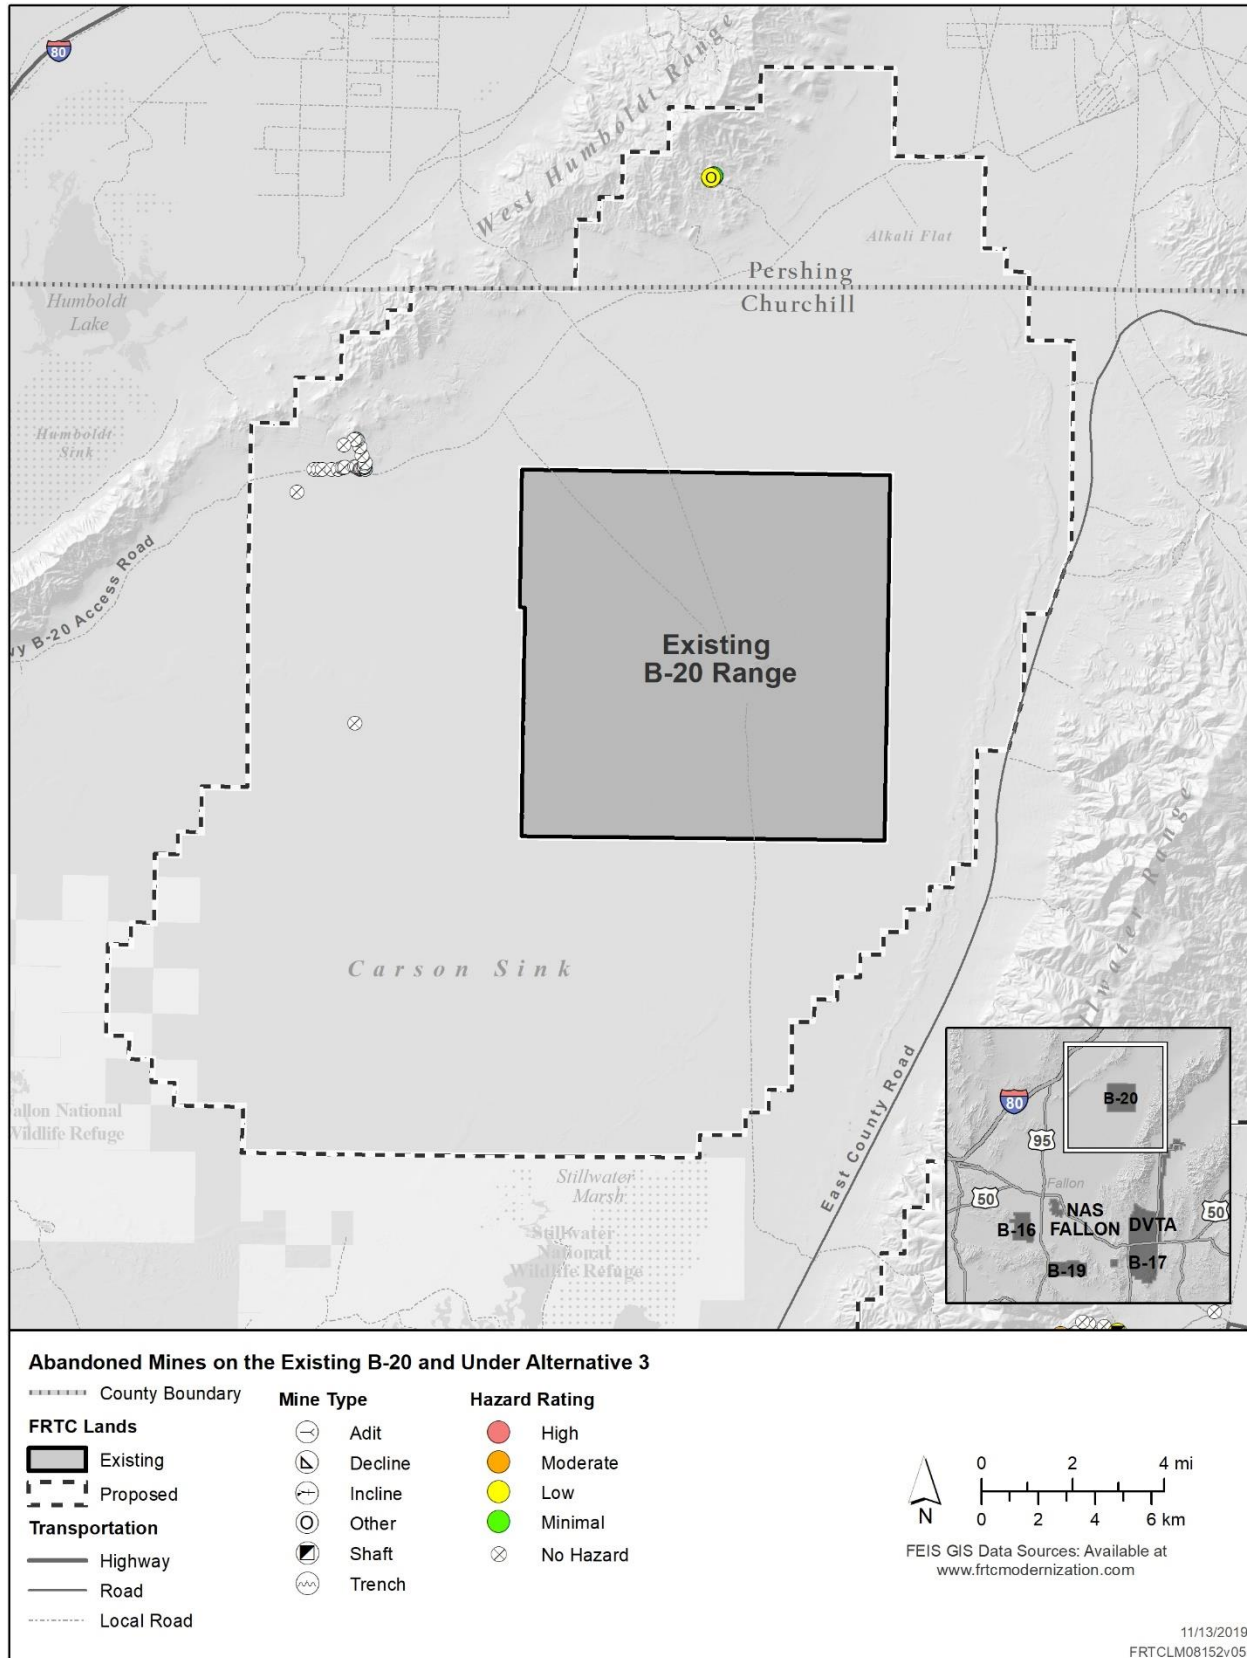 80
West Humboldt Range
Alkali Flat
Pershing
Churchill
Humboldt
Lake
Humboldt
Sink
vy B-20 Access Road
Existing
B-20 Range
Carson Sink
llwater Range
East County Road
allon National
Wildlife Refuge
Stillwater
Marsh
Stillwater
National
Wildlife Refuge
80
B-20
95
50
Fallon
NAS
FALLON
DVTA
50
B-16
B-19
B-17
Abandoned Mines on the Existing B-20 and Under Alternative 3
County Boundary
FRTC Lands
Existing
Proposed
Transportation
Highway
Road
Local Road
Mine Type
Adit
Decline
Incline
Other
Shaft
Trench
Hazard Rating
High
Moderate
Low
Minimal
No Hazard
N
0 2 4 mi
0 2 4 6 km
FEIS GIS Data Sources: Available at
www.frtcmodernization.com
11/13/2019
FRTCLM08152v05